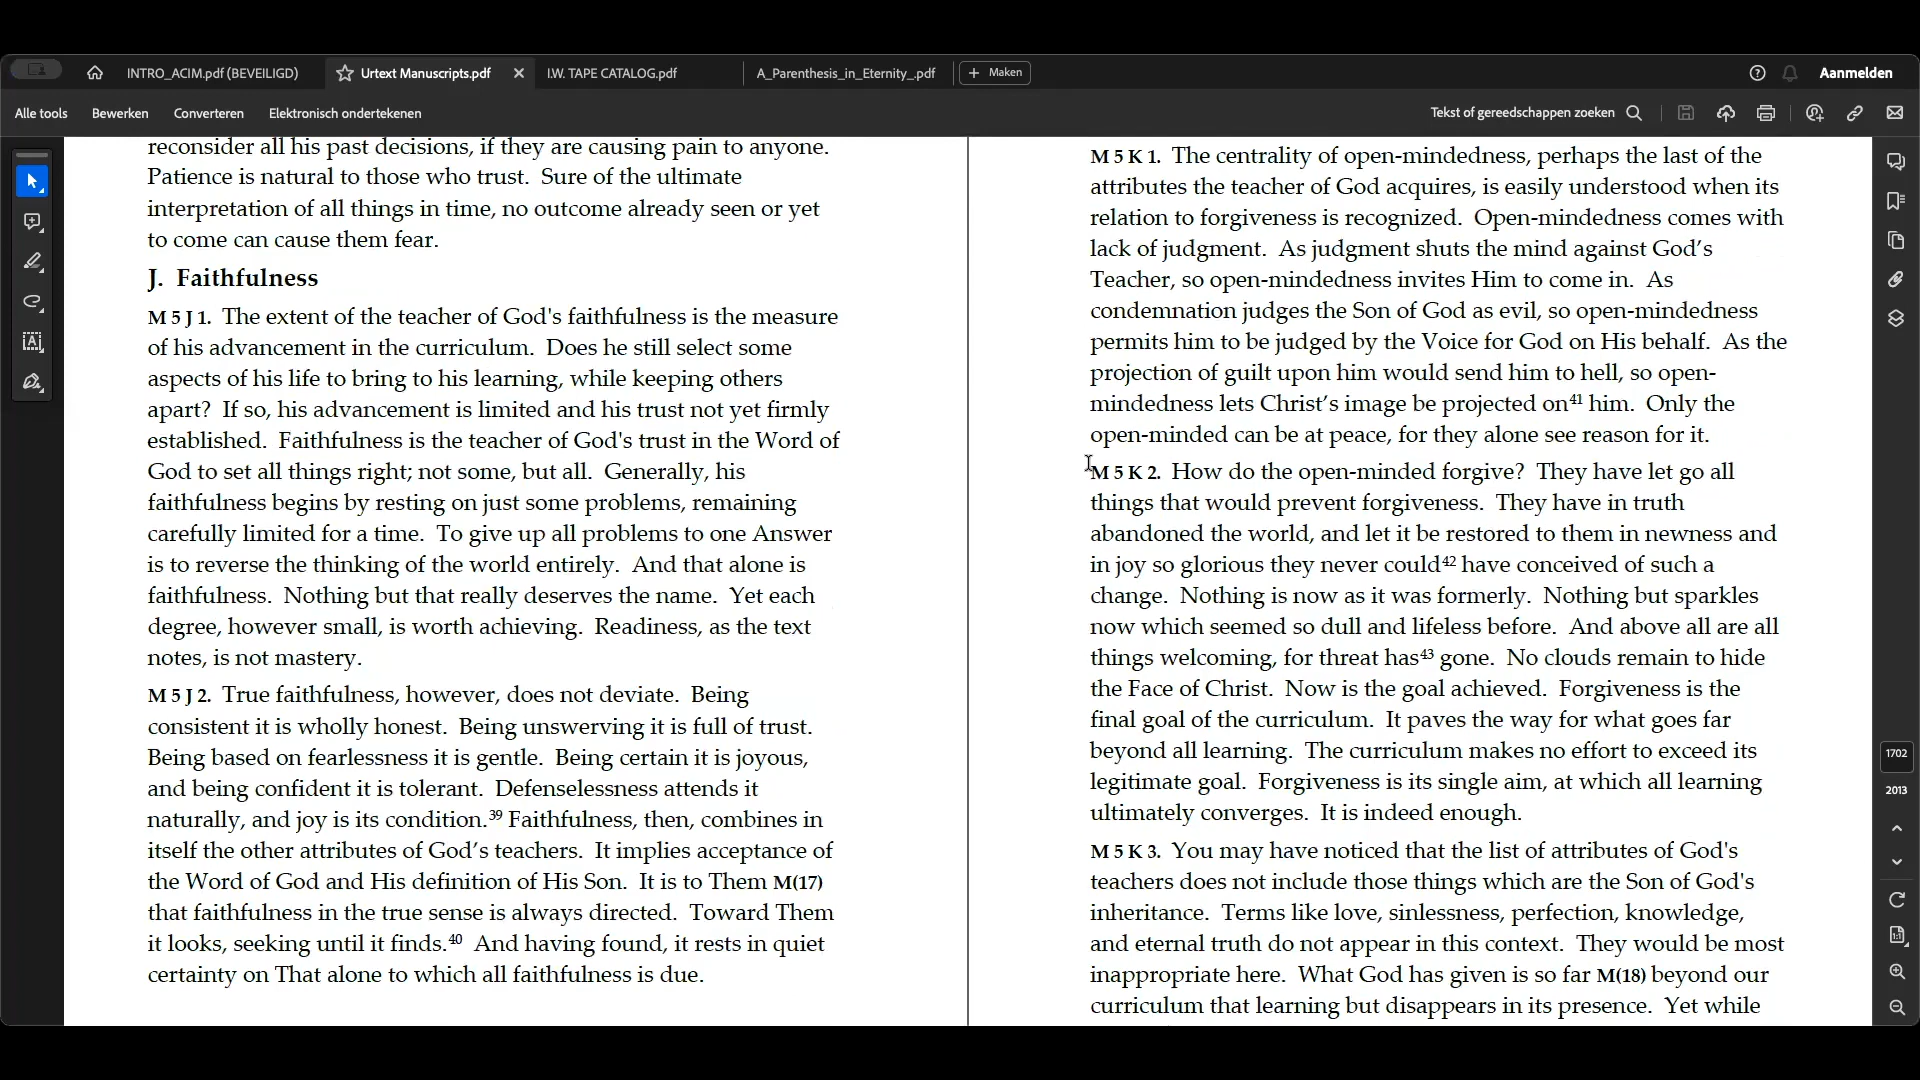 INTRO_ACIM.pdf (BEVEILIGD)
Urtext Manuscripts.pdf
I.W. TAPE CATALOG.pdf
A_Parenthesis_in_Eternity_.pdf
Maken
Aanmelden
Alle tools
Bewerken
Converteren
Elektronisch ondertekenen
Tekst of gereedschappen zoeken
reconsider all his past decisions, if they are causing pain to anyone.
Patience is natural to those who trust. Sure of the ultimate
interpretation of all things in time, no outcome already seen or yet
to come can cause them fear.
J. Faithfulness
M 5 J 1. The extent of the teacher of God's faithfulness is the measure
of his advancement in the curriculum. Does he still select some
aspects of his life to bring to his learning, while keeping others
apart? If so, his advancement is limited and his trust not yet firmly
established. Faithfulness is the teacher of God's trust in the Word of
God to set all things right; not some, but all. Generally, his
faithfulness begins by resting on just some problems, remaining
carefully limited for a time. To give up all problems to one Answer
is to reverse the thinking of the world entirely. And that alone is
faithfulness. Nothing but that really deserves the name. Yet each
degree, however small, is worth achieving. Readiness, as the text
notes, is not mastery.
M 5 J 2. True faithfulness, however, does not deviate. Being
consistent it is wholly honest. Being unswerving it is full of trust.
Being based on fearlessness it is gentle. Being certain it is joyous,
and being confident it is tolerant. Defenselessness attends it
naturally, and joy is its condition.39 Faithfulness, then, combines in
itself the other attributes of God’s teachers. It implies acceptance of
the Word of God and His definition of His Son. It is to Them M(17)
that faithfulness in the true sense is always directed. Toward Them
it looks, seeking until it finds.40 And having found, it rests in quiet
certainty on That alone to which all faithfulness is due.
M 5 K 1. The centrality of open-mindedness, perhaps the last of the
attributes the teacher of God acquires, is easily understood when its
relation to forgiveness is recognized. Open-mindedness comes with
lack of judgment. As judgment shuts the mind against God’s
Teacher, so open-mindedness invites Him to come in. As
condemnation judges the Son of God as evil, so open-mindedness
permits him to be judged by the Voice for God on His behalf. As the
projection of guilt upon him would send him to hell, so open-
mindedness lets Christ’s image be projected on41 him. Only the
open-minded can be at peace, for they alone see reason for it.
M 5 K 2. How do the open-minded forgive? They have let go all
things that would prevent forgiveness. They have in truth
abandoned the world, and let it be restored to them in newness and
in joy so glorious they never could42 have conceived of such a
change. Nothing is now as it was formerly. Nothing but sparkles
now which seemed so dull and lifeless before. And above all are all
things welcoming, for threat has43 gone. No clouds remain to hide
the Face of Christ. Now is the goal achieved. Forgiveness is the
final goal of the curriculum. It paves the way for what goes far
beyond all learning. The curriculum makes no effort to exceed its
legitimate goal. Forgiveness is its single aim, at which all learning
ultimately converges. It is indeed enough.
M 5 K 3. You may have noticed that the list of attributes of God's
teachers does not include those things which are the Son of God's
inheritance. Terms like love, sinlessness, perfection, knowledge,
and eternal truth do not appear in this context. They would be most
inappropriate here. What God has given is so far M(18) beyond our
curriculum that learning but disappears in its presence. Yet while
1702
2013